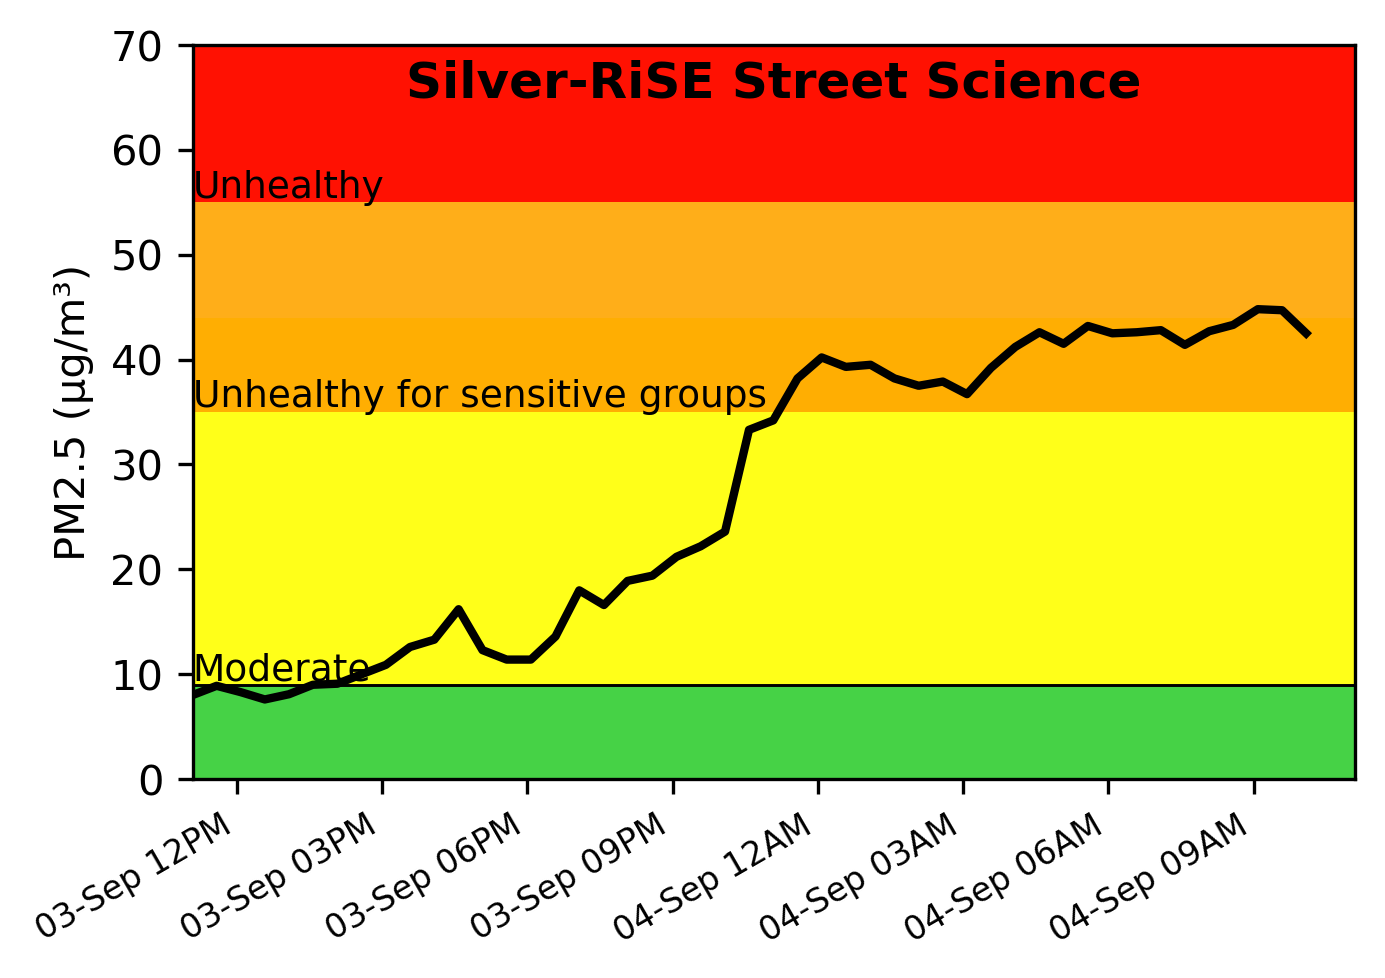 Silver-RiSE Street Science
70
60
50
40
30
20
10
0
PM2.5 (µg/m³)
Unhealthy
Unhealthy for sensitive groups
Moderate
03-Sep 12PM
03-Sep 03PM
03-Sep 06PM
03-Sep 09PM
04-Sep 12AM
04-Sep 03AM
04-Sep 06AM
04-Sep 09AM